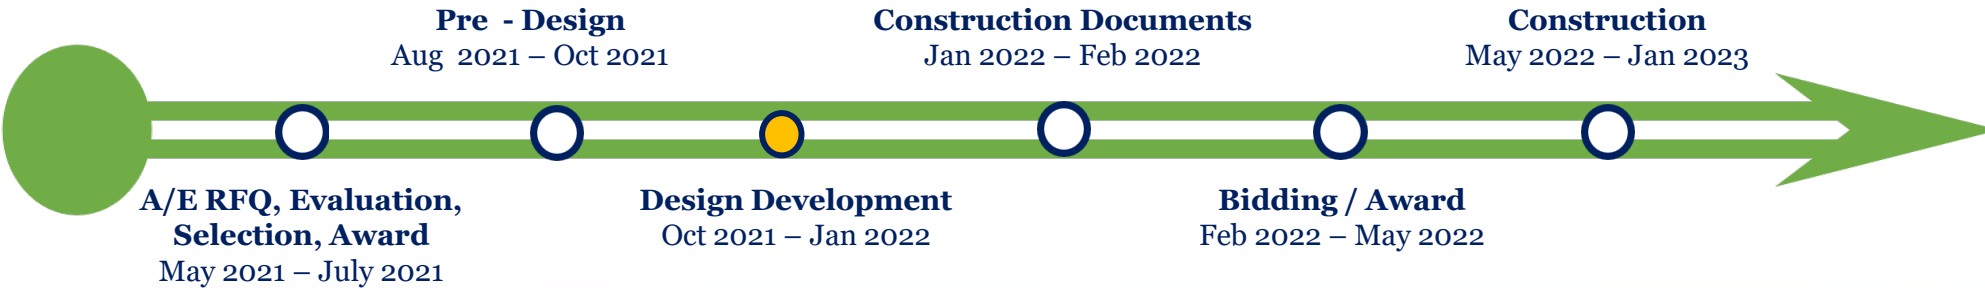 Pre - Design
Aug 2021 – Oct 2021
Construction Documents
Jan 2022 – Feb 2022
Construction
May 2022 – Jan 2023
A/E RFQ, Evaluation,
Selection, Award
May 2021 – July 2021
Design Development
Oct 2021 – Jan 2022
Bidding / Award
Feb 2022 – May 2022